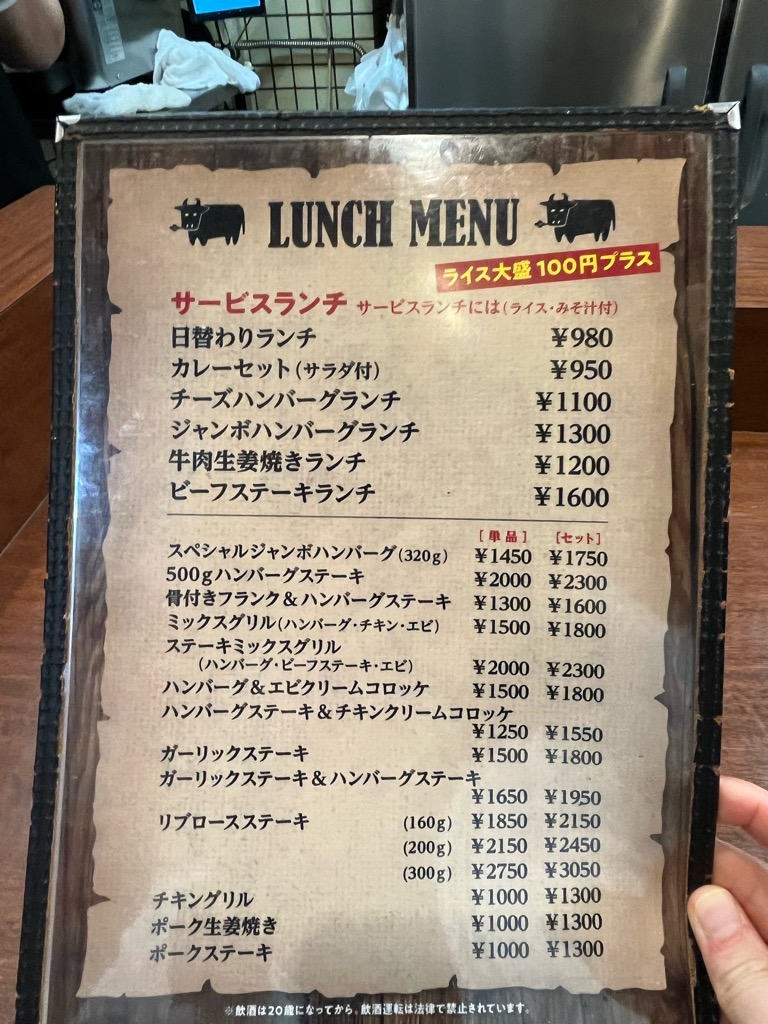 LUNCH MENU
ライス大盛100円プラス
サービスランチ サービスランチには(ライス・みそ汁付)
日替わりランチ ¥980
カレーセット(サラダ付) ¥950
チーズハンバーグランチ ¥1100
ジャンボハンバーグランチ ¥1300
牛肉生姜焼きランチ ¥1200
ビーフステーキランチ ¥1600
[単品] [セット]
スペシャルジャンボハンバーグ(320g) ¥1450 ¥1750
500gハンバーグステーキ ¥2000 ¥2300
骨付きフランク&ハンバーグステーキ ¥1300 ¥1600
ミックスグリル(ハンバーグ・チキン・エビ) ¥1500 ¥1800
ステーキミックスグリル
(ハンバーグ・ビーフステーキ・エビ) ¥2000 ¥2300
ハンバーグ&エビクリームコロッケ ¥1500 ¥1800
ハンバーグステーキ&チキンクリームコロッケ
¥1250 ¥1550
ガーリックステーキ ¥1500 ¥1800
ガーリックステーキ&ハンバーグステーキ
¥1650 ¥1950
リブロースステーキ (160g) ¥1850 ¥2150
(200g) ¥2150 ¥2450
(300g) ¥2750 ¥3050
チキングリル ¥1000 ¥1300
ポーク生姜焼き ¥1000 ¥1300
ポークステーキ ¥1000 ¥1300
※飲酒は20歳になってから。飲酒運転は法律で禁止されています。